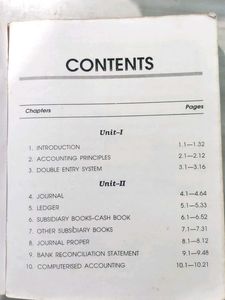 CONTENTS
Chapters Pages
Unit-I
1. INTRODUCTION 1.1—1.32
2. ACCOUNTING PRINCIPLES 2.1—2.12
3. DOUBLE ENTRY SYSTEM 3.1—3.16
Unit-II
4. JOURNAL 4.1—4.64
5. LEDGER 5.1—5.33
6. SUBSIDIARY BOOKS-CASH BOOK 6.1—6.52
7. OTHER SUBSIDIARY BOOKS 7.1—7.31
8. JOURNAL PROPER 8.1—8.12
9. BANK RECONCILIATION STATEMENT 9.1—9.48
10. COMPUTERISED ACCOUNTING 10.1—10.21